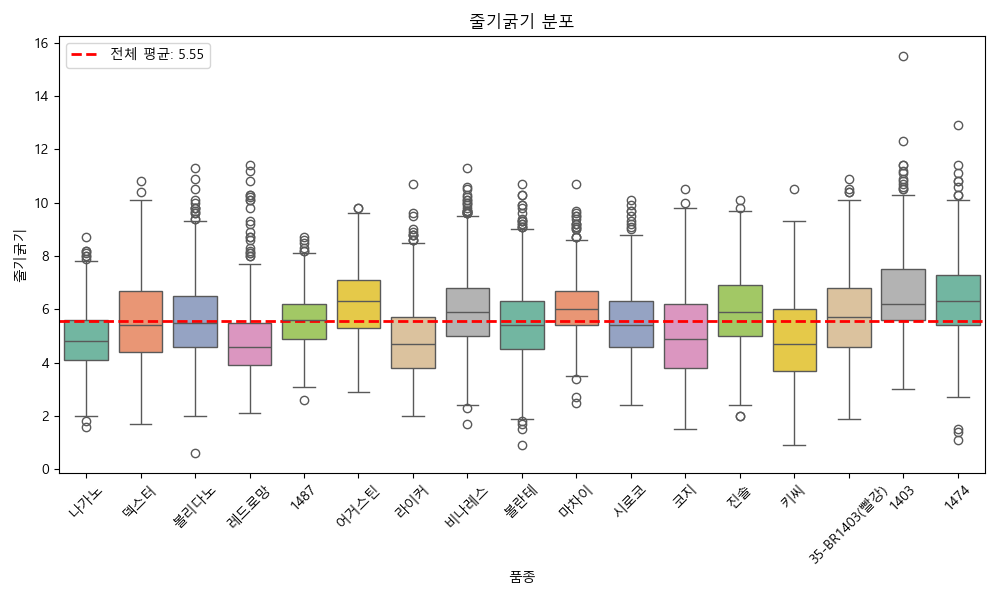 줄기굵기 분포
전체 평균: 5.55
줄기굵기
16
14
12
10
8
6
4
2
0
나가노
덱스터
볼리다노
레드로망
1487
어거스틴
라이커
비나레스
볼란테
마차이
시로코
코지
진솔
키씨
35-BR1403(빨강)
1403
1474
품종